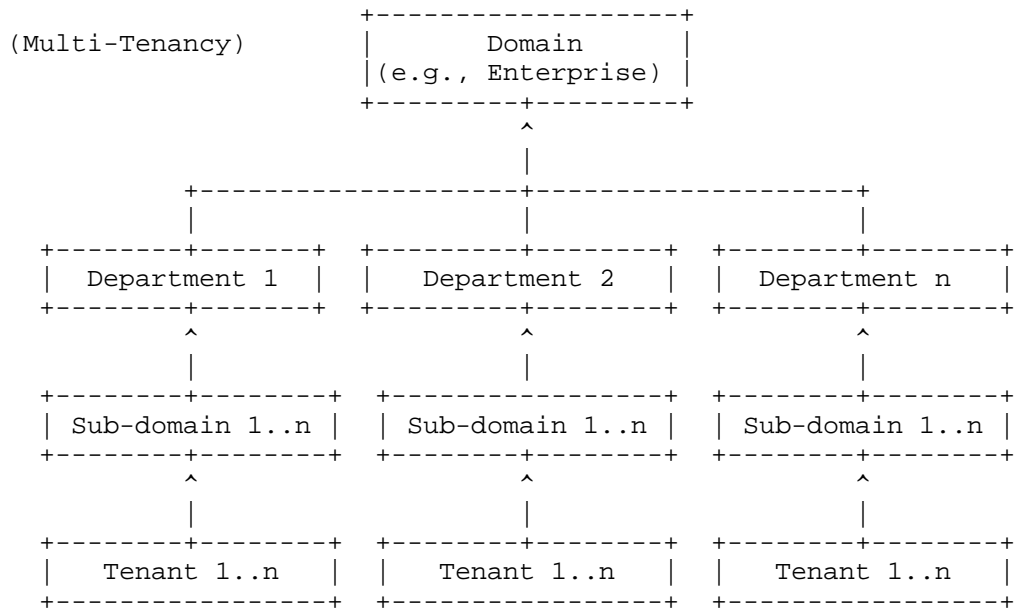 (Multi-Tenancy)
Domain
(e.g., Enterprise)
Department 1
Department 2
Department n
Sub-domain 1..n
Sub-domain 1..n
Sub-domain 1..n
Tenant 1..n
Tenant 1..n
Tenant 1..n